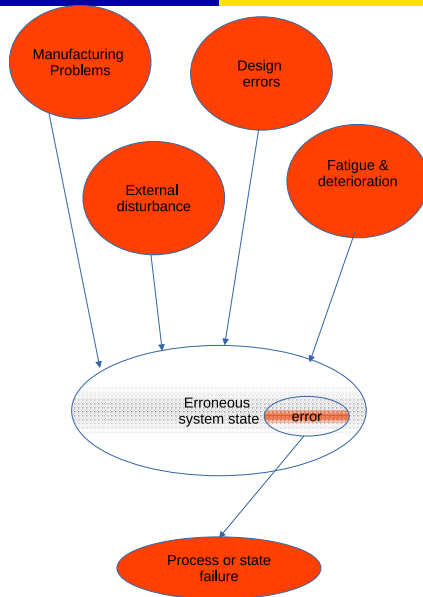 Manufacturing
Problems
Design
errors
External
disturbance
Fatigue &
deterioration
Erroneous
system state
error
Process or state
failure